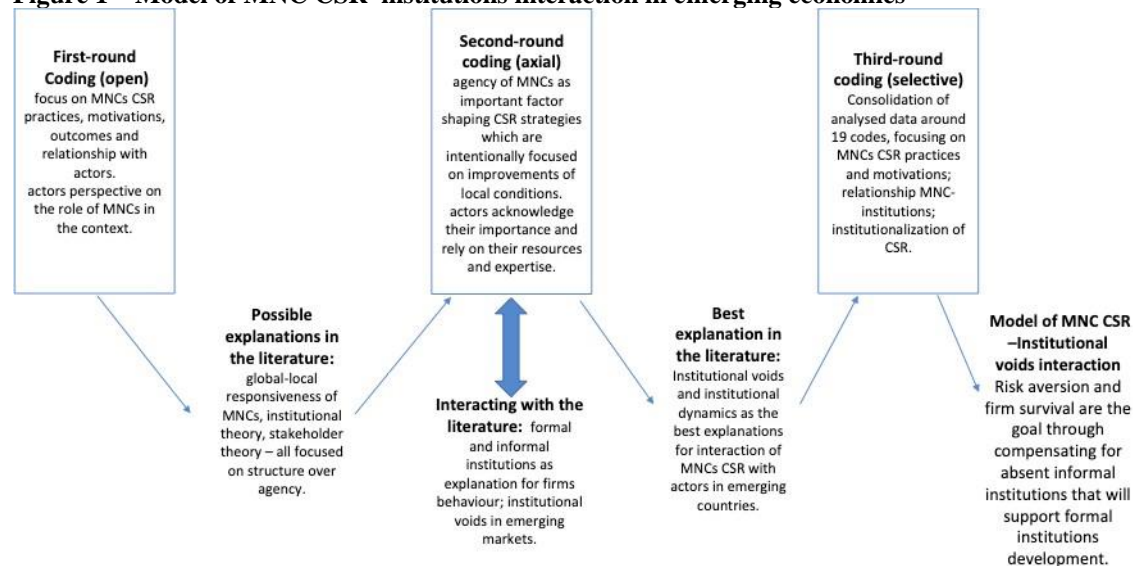 Figure 1 – Model of MNC CSR-institutions interaction in emerging economies
First-round
Coding (open)
focus on MNCs CSR
practices, motivations,
outcomes and
relationship with
actors.
actors perspective on
the role of MNCs in
the context.
Possible
explanations in
the literature:
global-local
responsiveness of
MNCs, institutional
theory, stakeholder
theory – all focused
on structure over
agency.
Second-round
coding (axial)
agency of MNCs as
important factor
shaping CSR strategies
which are
intentionally focused
on improvements of
local conditions.
actors acknowledge
their importance and
rely on their resources
and expertise.
Interacting with the
literature: formal
and informal
institutions as
explanation for firms
behaviour; institutional
voids in emerging
markets.
Best
explanation in
the literature:
Institutional voids
and institutional
dynamics as the
best explanations
for interaction of
MNCs CSR with
actors in emerging
countries.
Third-round
coding (selective)
Consolidation of
analysed data around
19 codes, focusing on
MNCs CSR practices
and motivations;
relationship MNC-
institutions;
institutionalization of
CSR.
Model of MNC CSR
–Institutional
voids interaction
Risk aversion and
firm survival are the
goal through
compensating for
absent informal
institutions that will
support formal
institutions
development.